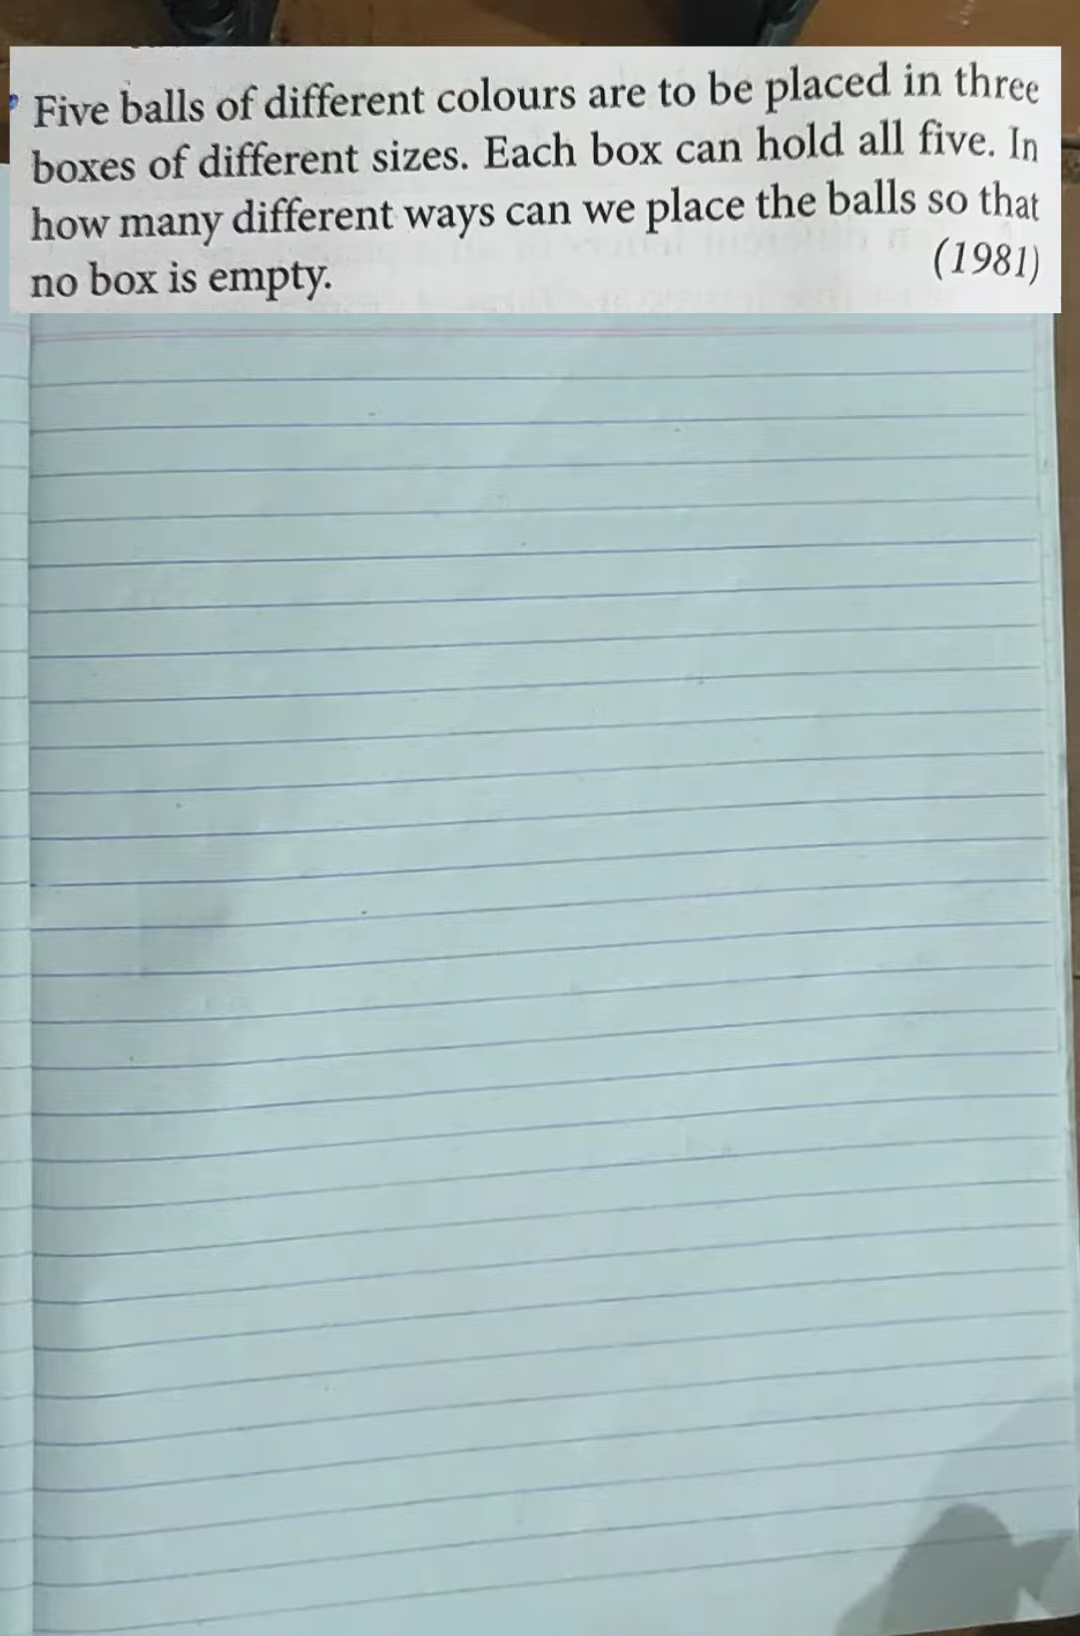 Five balls of different colours are to be placed in three
boxes of different sizes. Each box can hold all five. In
how many different ways can we place the balls so that
no box is empty. (1981)